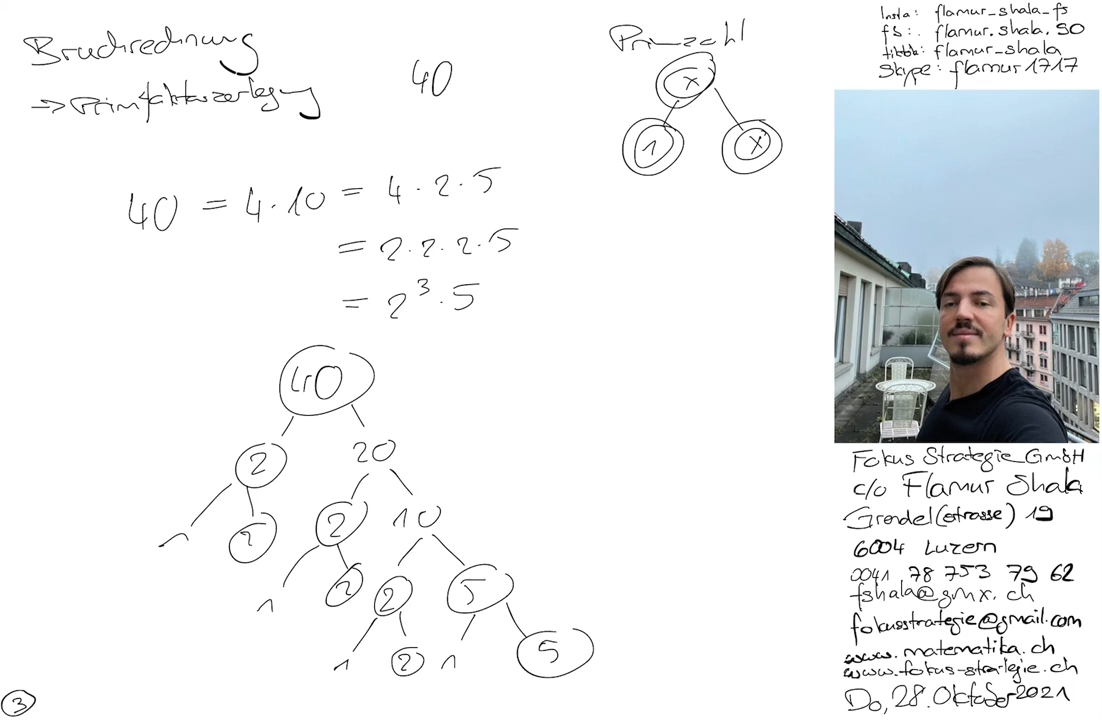 Bruchrechnung
→ Primfaktorzerlegung
40
40 = 4 · 10 = 4 · 2 · 5
= 2 · 2 · 2 · 5
= 2³ · 5
40
2 20
1 2 2 10
1 2 2 5
1 2 1 5
3
Primzahl
x
1 x
Insta: flamur_shala_fs
fs:. flamur.shala.90
tiktok: flamur_shala
Skype: flamur1717
Fokus Strategie GmbH
c/o Flamur Shala
Grendel(strasse) 19
6004 Luzern
0041 78 753 79 62
fshala@gmx.ch
fokusstrategie@gmail.com
www.matematika.ch
www.fokus-strategie.ch
Do, 28. Oktober 2021